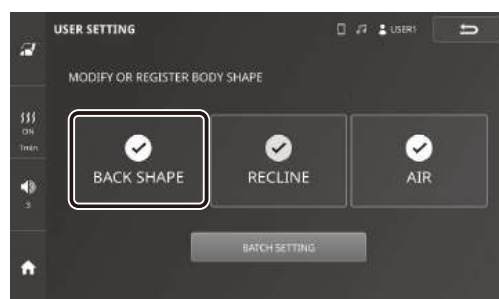 USER SETTING
USER1
MODIFY OR REGISTER BODY SHAPE
ON
1min
3
BACK SHAPE
RECLINE
AIR
BATCH SETTING